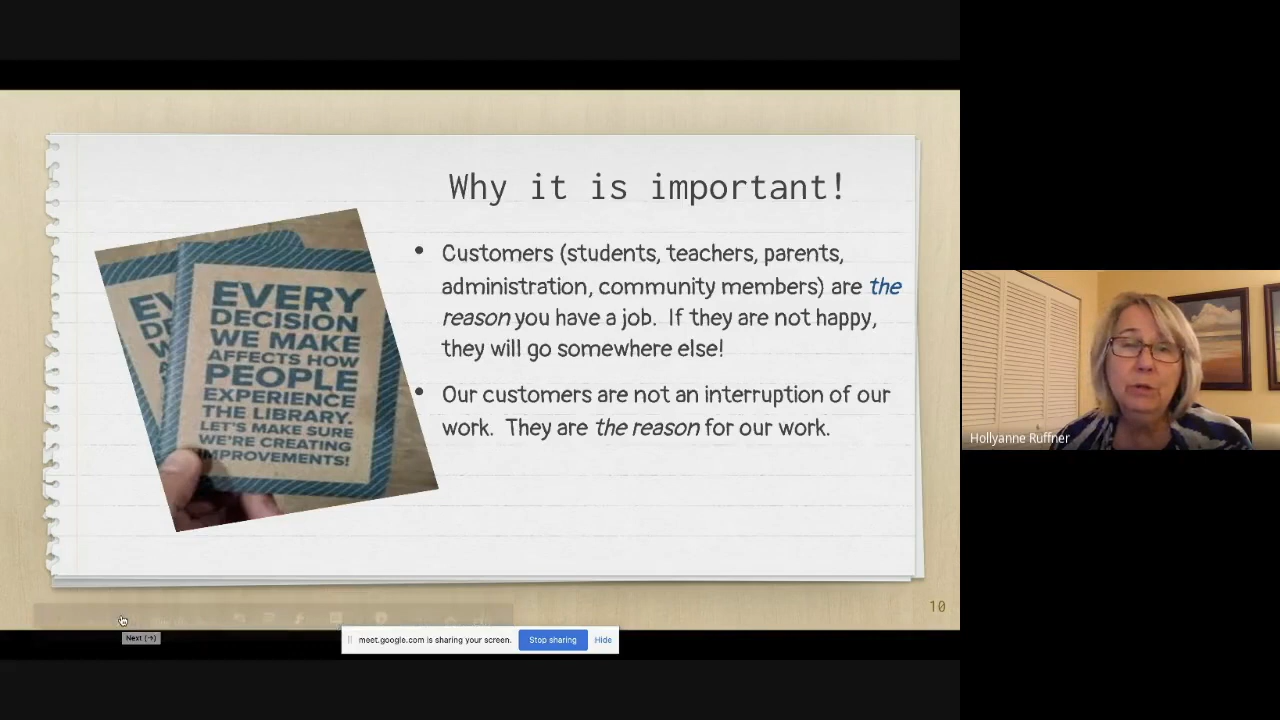 Why it is important!
Customers (students, teachers, parents,
administration, community members) are the
reason you have a job. If they are not happy,
they will go somewhere else!
Our customers are not an interruption of our
work. They are the reason for our work.
EVERY
DECISION
WE MAKE
AFFECTS HOW
PEOPLE
EXPERIENCE
THE LIBRARY.
LET'S MAKE SURE
WE'RE CREATING
IMPROVEMENTS!
Hollyanne Ruffner
10
Next (→)
meet.google.com is sharing your screen.
Stop sharing
Hide